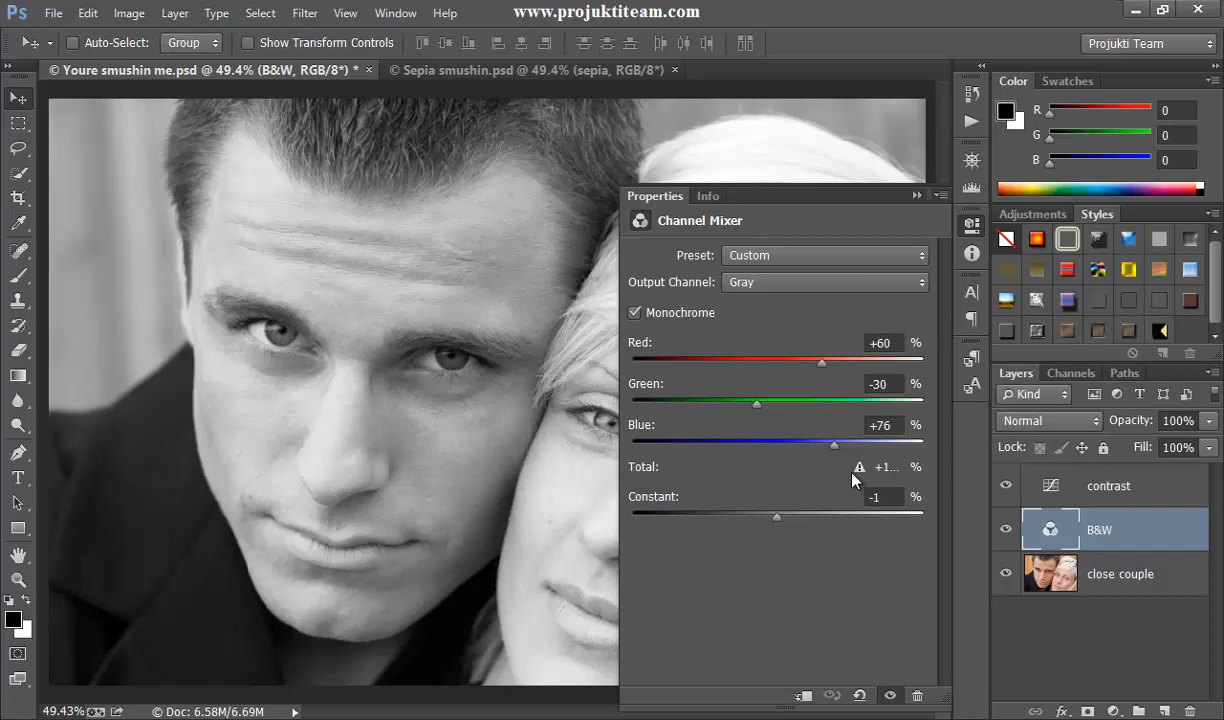 Ps File Edit Image Layer Type Select Filter View Window Help www.projuktiteam.com
Auto-Select: Group Show Transform Controls Projekti Team
© Youre smushin me.psd @ 49.4% (B&W, RGB/8*) * × © Sepia smushin.psd @ 49.4% (sepia, RGB/8*) ×
Color Swatches
R 0
G 0
B 0
Properties Info
Channel Mixer
Preset: Custom
Output Channel: Gray
Monochrome
Red: +60 %
Green: -30 %
Blue: +76 %
Total: +1... %
Constant: -1 %
Adjustments Styles
Layers Channels Paths
Kind
Normal Opacity: 100%
Lock: Fill: 100%
contrast
B&W
close couple
49.43% © Doc: 6.58M/6.69M